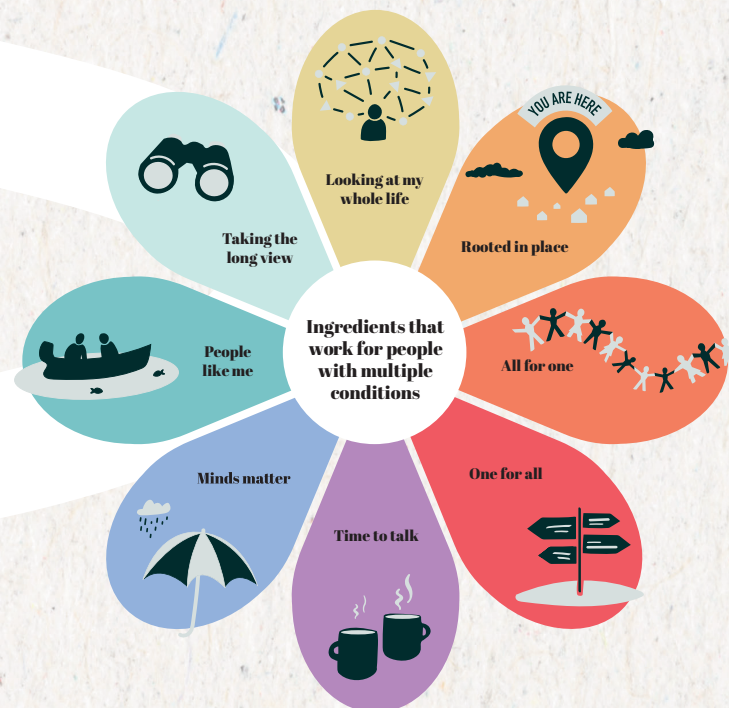 Looking at my
whole life
YOU ARE HERE
Rooted in place
All for one
One for all
Time to talk
Minds matter
People
like me
Taking the
long view
Ingredients that
work for people
with multiple
conditions